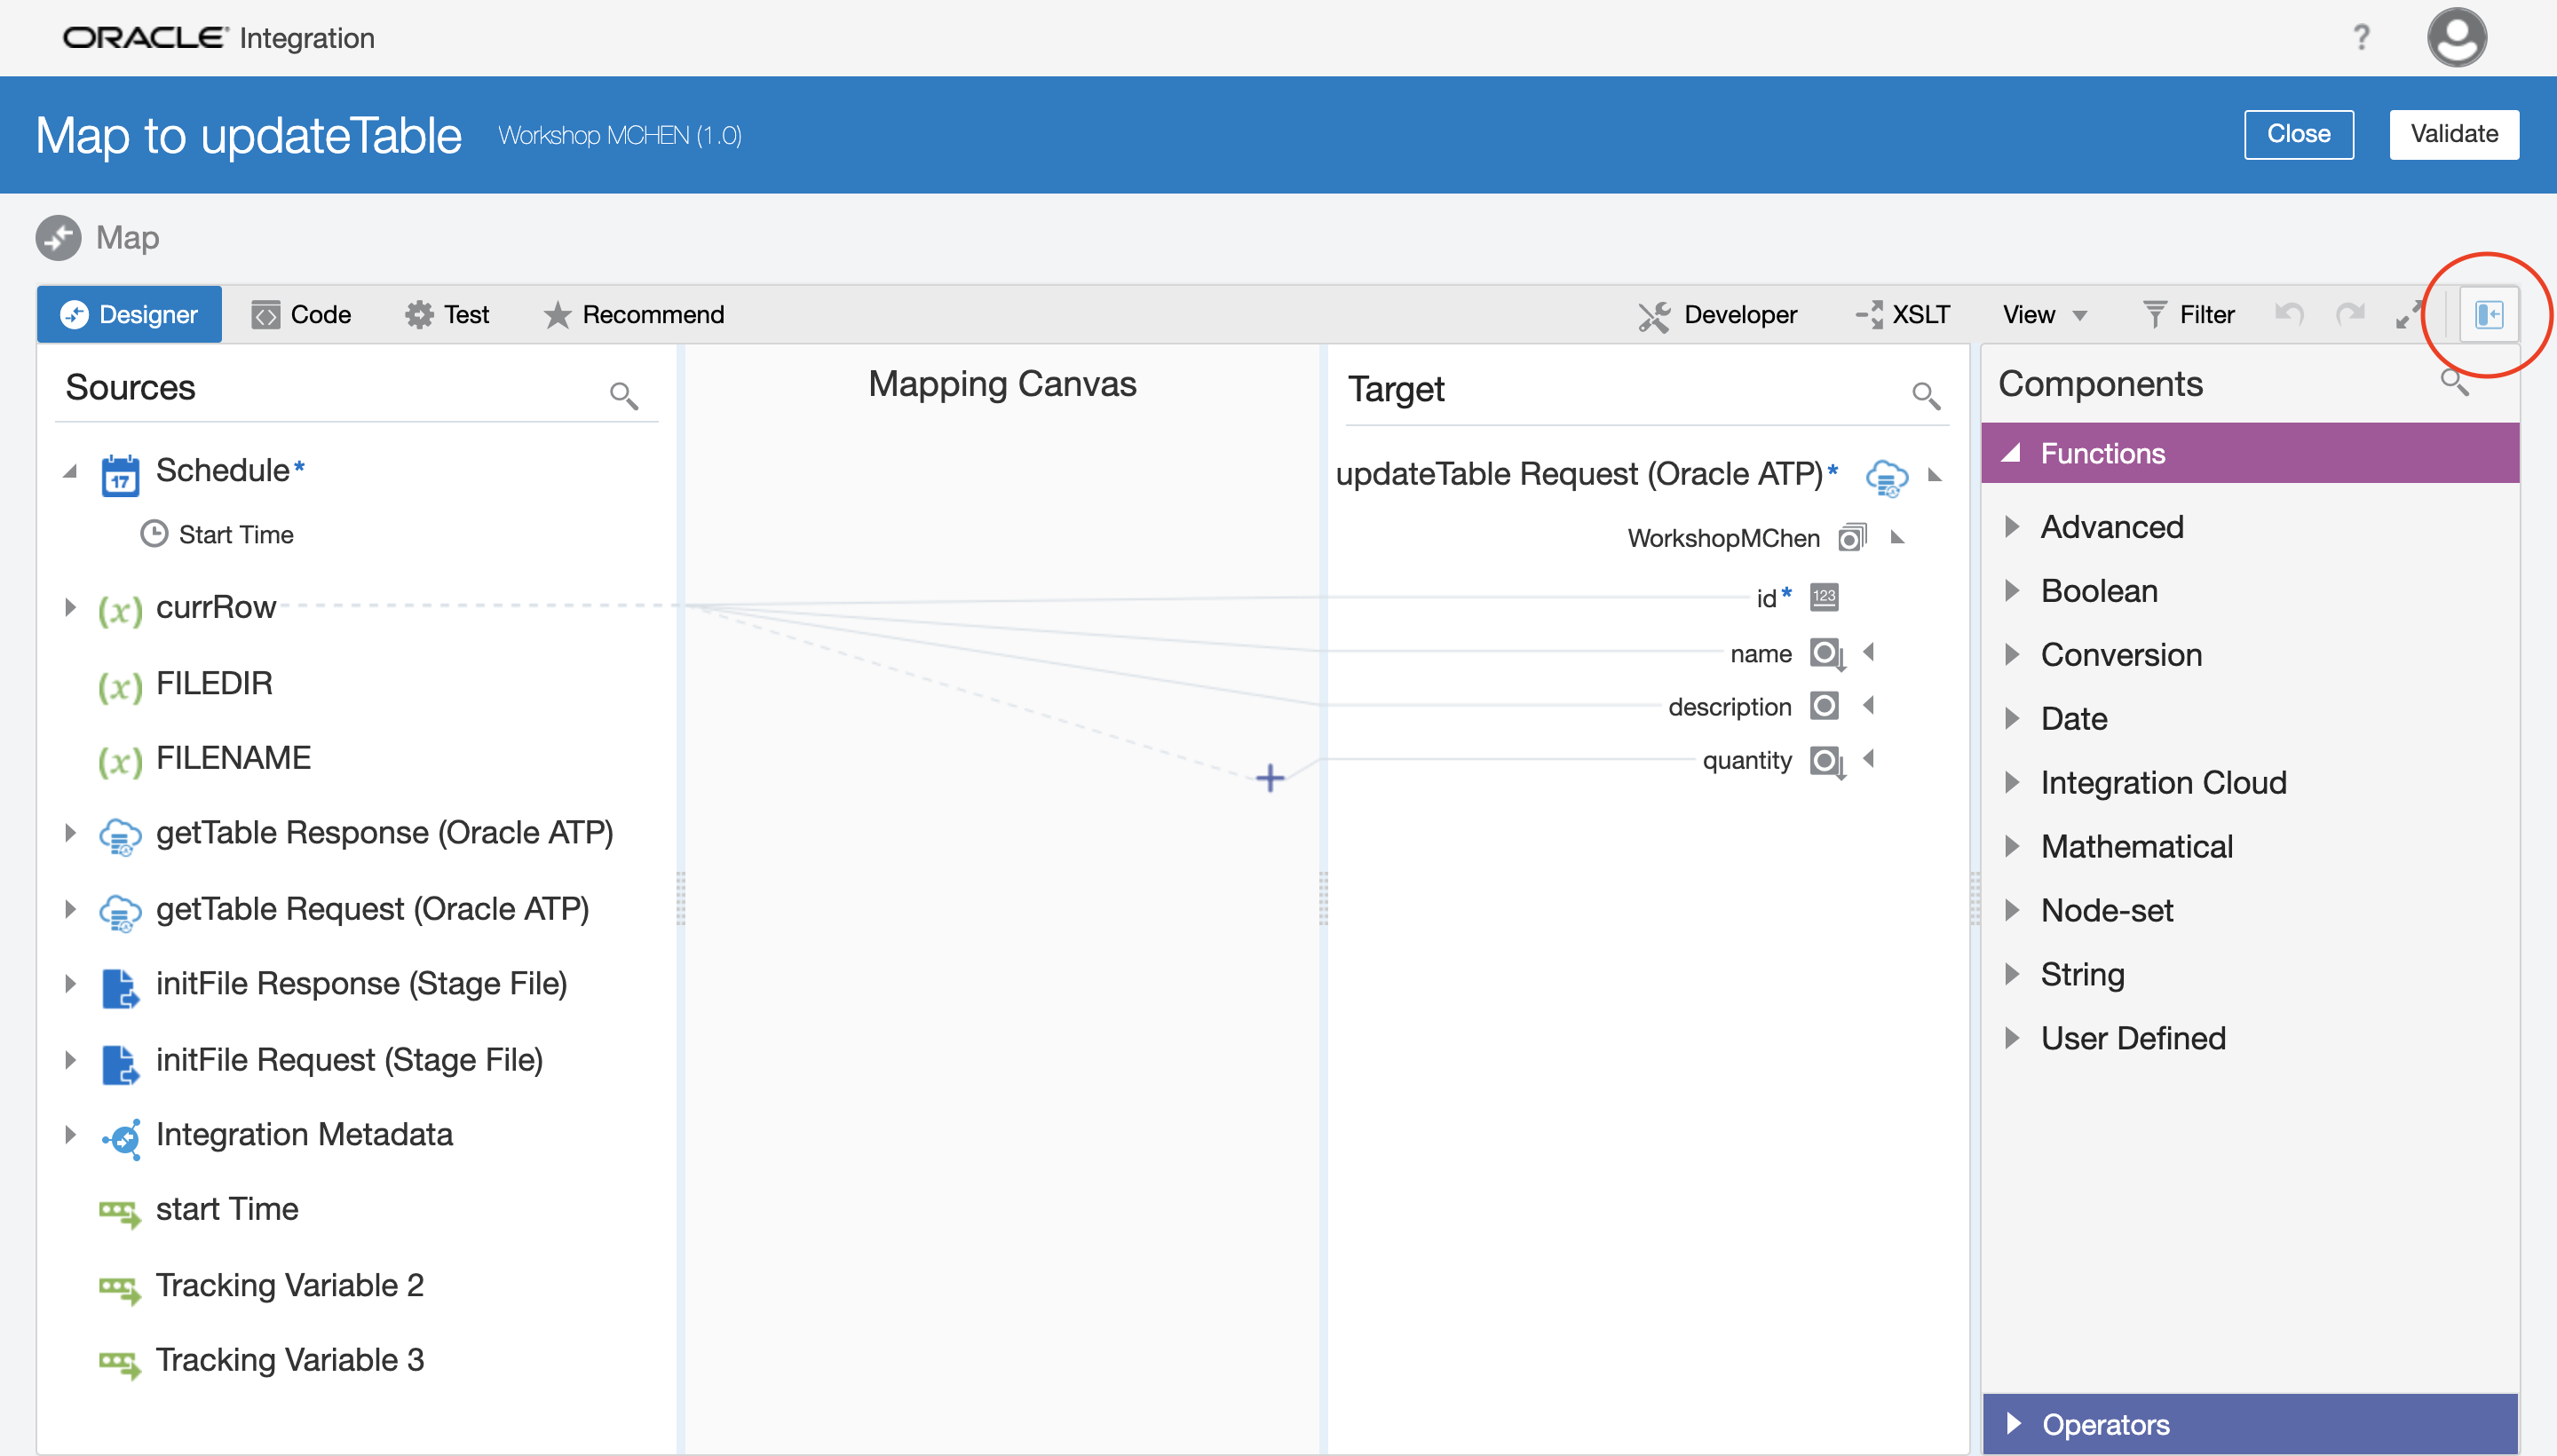 ORACLE Integration
?
Map to updateTable Workshop MCHEN (1.0) Close Validate
Map
Designer Code Test Recommend Developer XSLT View Filter
Sources
Schedule*
Start Time
currRow
FILEDIR
FILENAME
getTable Response (Oracle ATP)
getTable Request (Oracle ATP)
initFile Response (Stage File)
initFile Request (Stage File)
Integration Metadata
start Time
Tracking Variable 2
Tracking Variable 3
Mapping Canvas
Target
updateTable Request (Oracle ATP)*
WorkshopMChen
id* 123
name
description
quantity
Components
Functions
Advanced
Boolean
Conversion
Date
Integration Cloud
Mathematical
Node-set
String
User Defined
Operators